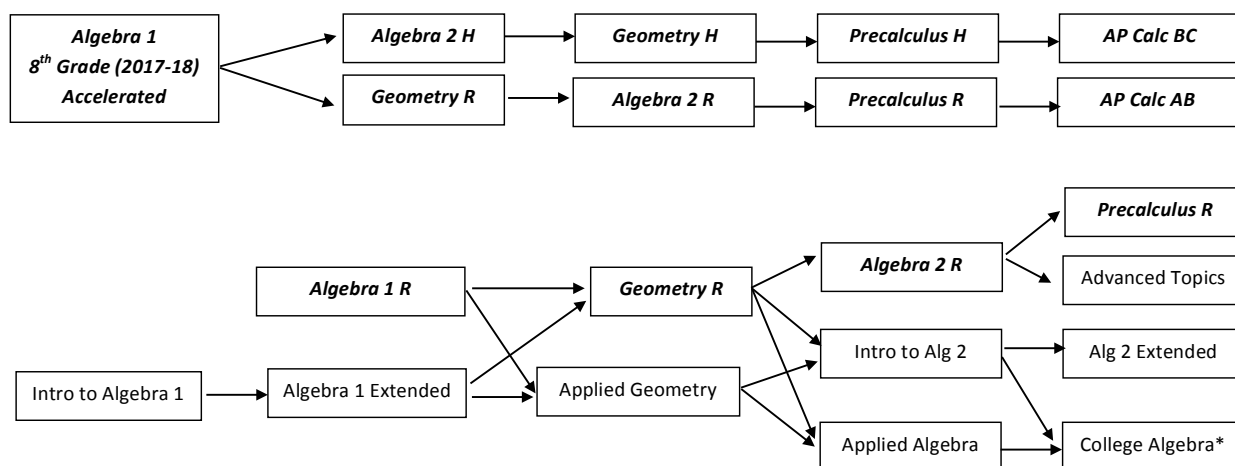 Algebra 1
8th Grade (2017-18)
Accelerated
Algebra 2 H
Geometry H
Precalculus H
AP Calc BC
Geometry R
Algebra 2 R
Precalculus R
AP Calc AB
Precalculus R
Algebra 1 R
Geometry R
Algebra 2 R
Advanced Topics
Intro to Alg 2
Alg 2 Extended
Intro to Algebra 1
Algebra 1 Extended
Applied Geometry
Applied Algebra
College Algebra*